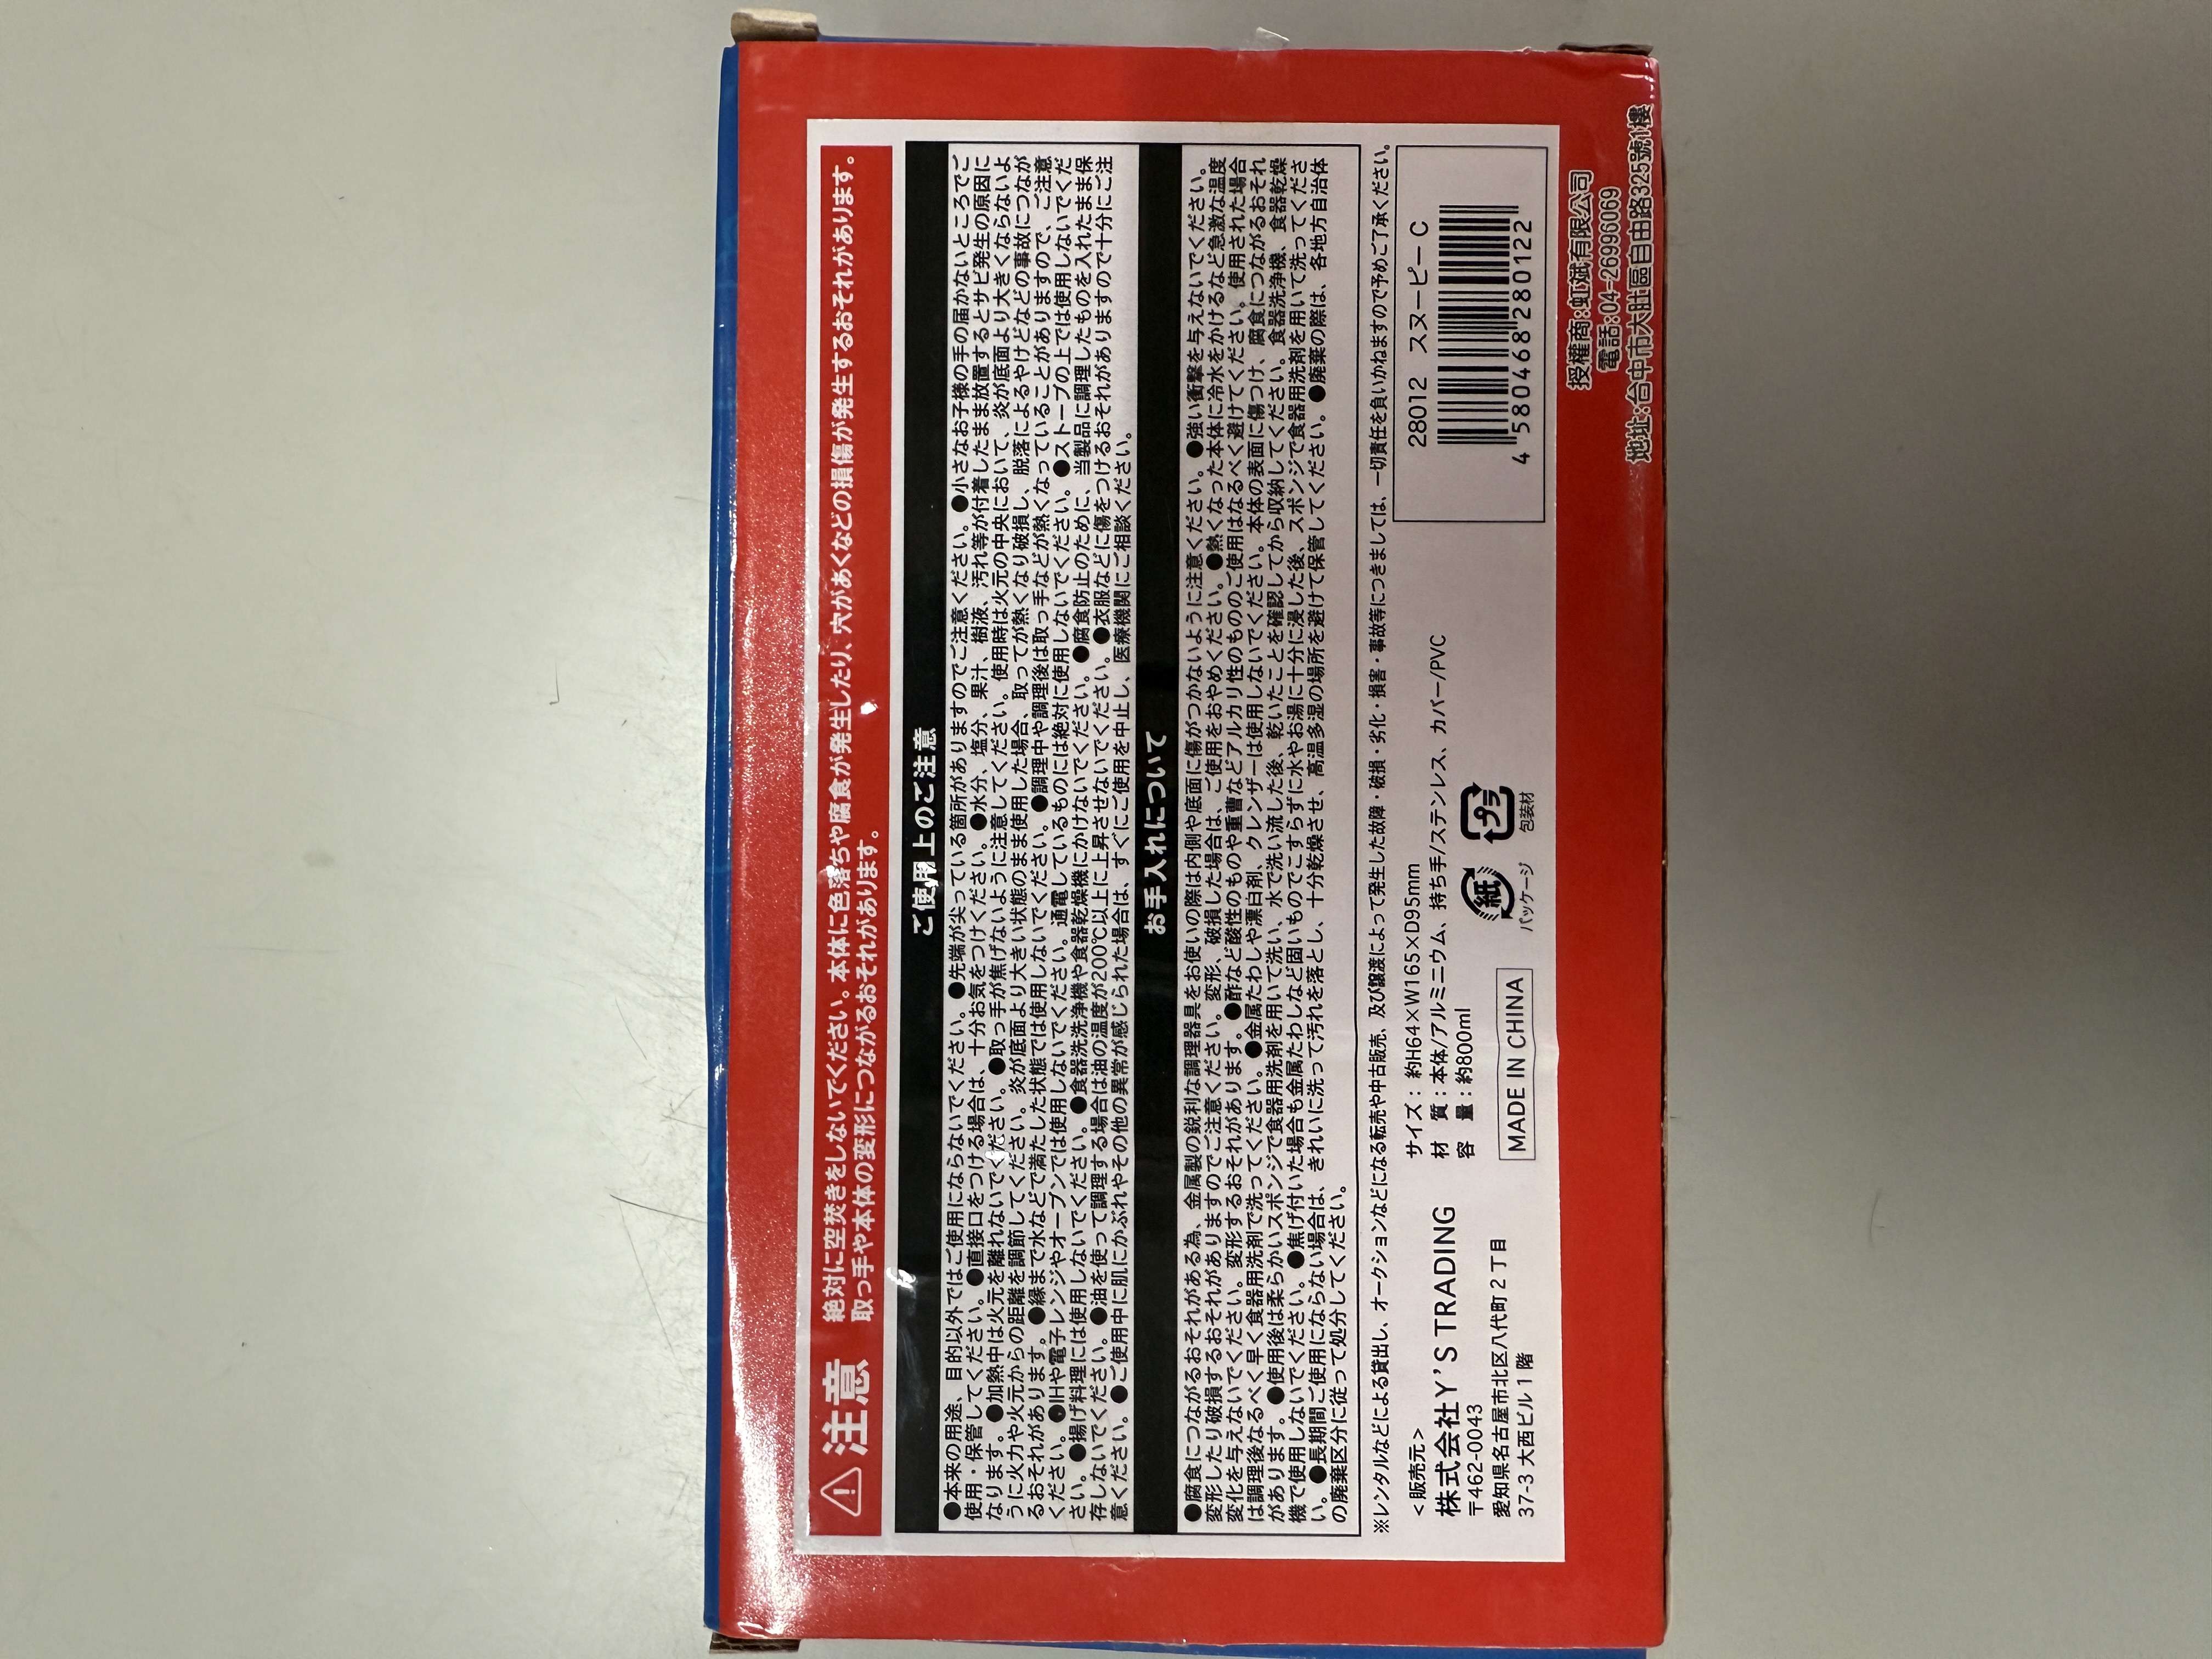 注意
絶対に空焚きをしないでください。本体に色落ちや腐食が発生したり、穴があくなどの損傷が発生するおそれがあります。
取っ手や本体の変形につながるおそれがあります。
ご使用上のご注意
●本来の用途、目的以外ではご使用にならないでください。●先端が尖っている箇所がありますのでご注意ください。●小さなお子様の手の届かないところでご
使用・保管してください。●直接口をつける場合は、十分お気をつけください。●水分、塩分、果汁、樹液、汚れ等が付着したまま放置するとサビ発生の原因に
なります。●加熱中は火元を離れないでください。●取っ手が焦げないように注意してください。使用時は火元の中央において、炎が底面より大きくならないよ
うに火力や火元からの距離を調節してください。炎が底面より大きい状態のまま使用した場合、取ってが熱くなり破損し、脱落によるやけどなどの事故につなが
るおそれがあります。●縁まで水などで満たした状態では使用しないでください。●調理中や調理後は取っ手などが熱くなっていることがありますので、ご注意
ください。●IHや電子レンジやオーブンでは使用しないでください。通電しているものには絶対に使用しないでください。●ストーブの上では使用しないでくだ
さい。●揚げ料理には使用しないでください。●食器洗洗浄機や食器乾燥機にかけないでください。●腐食防止のために、当製品に調理したものを入れたまま保
存しないでください。●油を使って調理する場合は油の温度が200℃以上に上昇させないでください。●衣服などに傷をつけるおそれがありますので十分にご注
意ください。●ご使用中に肌にかぶれやその他の異常が感じられた場合は、すぐにご使用を中止し、医療機関にご相談ください。
お手入れについて
●腐食につながるおそれがある為、金属製の鋭利な調理器具をお使いの際は内側や底面に傷がつかないように注意ください。●強い衝撃を与えないでください。
変形したり破損するおそれがありますのでご注意ください。変形、破損した場合は、ご使用をおやめください。●熱くなった本体に冷水をかけるなど急激な温度
変化を与えないでください。変形するおそれがあります。●酢など酸性のものや重曹などアルカリ性のもののご使用はなるべく避けてください。使用された場合
は調理後なるべく早く食器用洗剤で洗ってください。●金属たわしや漂白剤、クレンザーは使用しないでください。本体の表面に傷つけ、腐食につながるおそれ
があります。●使用後は柔らかいスポンジで食器用洗剤を用いて洗い、水で洗い流した後、乾いたことを確認してから収納してください。食器洗浄機、食器乾燥
機で使用しないでください。●焦げ付いた場合も金属たわしなど固いものでこすらずに水やお湯に十分に浸した後、スポンジで食器用洗剤を用いて洗ってくださ
い。●長期間ご使用にならない場合は、きれいに洗って汚れを落とし、十分乾燥させ、高温多湿の場所を避けて保管してください。●廃棄の際は、各地方自治体
の廃棄区分に従って処分してください。
※レンタルなどによる貸出し、オークションなどになる転売や中古販売、及び譲渡によって発生した故障・破損・劣化・損害・事故等につきましては、一切責任を負いかねますので予めご了承ください。
<販売元>
株式会社Y'S TRADING
〒462-0043
愛知県名古屋市北区八代町2丁目
37-3 大西ビル1階
サイズ：約H64×W165×D95mm
材 質：本体/アルミニウム、持ち手/ステンレス、カバー/PVC
容 量：約800ml
MADE IN CHINA
紙
パッケージ
プラ
包装材
28012 スヌーピー C
4 580468 280122
授權商:虹斌有限公司
電話:04-26996069
地址:台中市大肚區自由路325號1樓